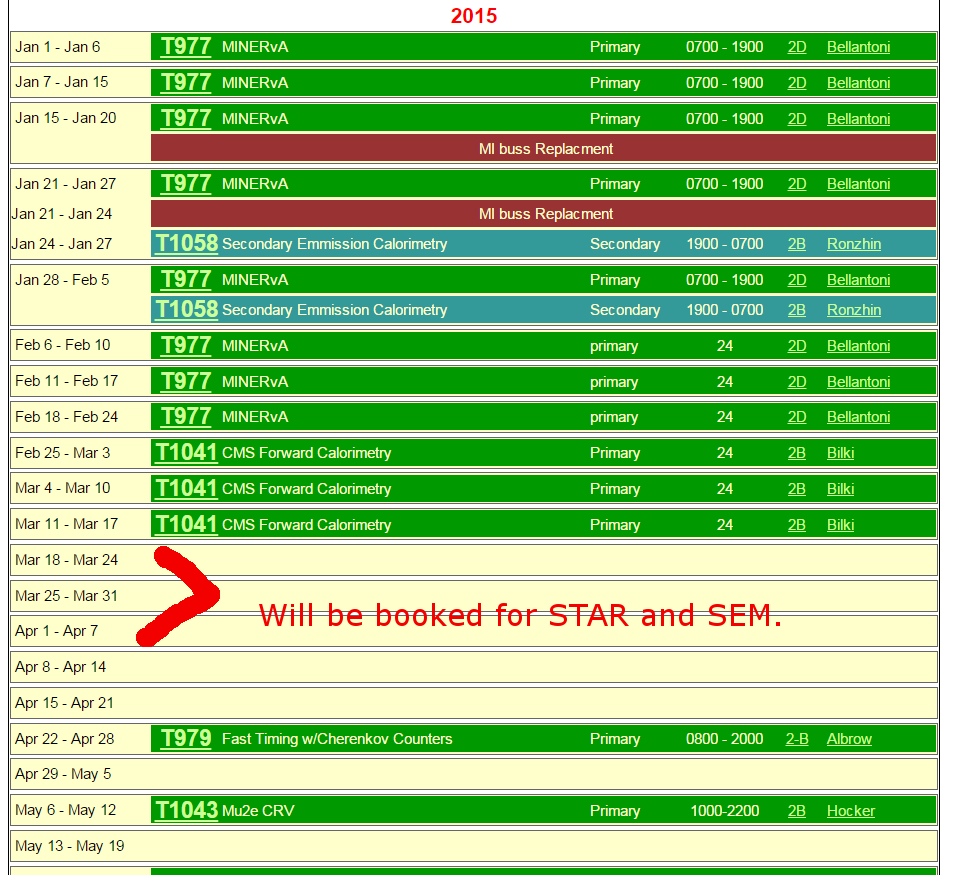 2015
Jan 1 - Jan 6 T977 MINERvA Primary 0700 - 1900 2D Bellantoni
Jan 7 - Jan 15 T977 MINERvA Primary 0700 - 1900 2D Bellantoni
Jan 15 - Jan 20 T977 MINERvA Primary 0700 - 1900 2D Bellantoni
MI buss Replacment
Jan 21 - Jan 27 T977 MINERvA Primary 0700 - 1900 2D Bellantoni
Jan 21 - Jan 24 MI buss Replacment
Jan 24 - Jan 27 T1058 Secondary Emmission Calorimetry Secondary 1900 - 0700 2B Ronzhin
Jan 28 - Feb 5 T977 MINERvA Primary 0700 - 1900 2D Bellantoni
T1058 Secondary Emmission Calorimetry Secondary 1900 - 0700 2B Ronzhin
Feb 6 - Feb 10 T977 MINERvA primary 24 2D Bellantoni
Feb 11 - Feb 17 T977 MINERvA primary 24 2D Bellantoni
Feb 18 - Feb 24 T977 MINERvA primary 24 2D Bellantoni
Feb 25 - Mar 3 T1041 CMS Forward Calorimetry Primary 24 2B Bilki
Mar 4 - Mar 10 T1041 CMS Forward Calorimetry Primary 24 2B Bilki
Mar 11 - Mar 17 T1041 CMS Forward Calorimetry Primary 24 2B Bilki
Mar 18 - Mar 24
Mar 25 - Mar 31
Will be booked for STAR and SEM.
Apr 1 - Apr 7
Apr 8 - Apr 14
Apr 15 - Apr 21
Apr 22 - Apr 28 T979 Fast Timing w/Cherenkov Counters Primary 0800 - 2000 2-B Albrow
Apr 29 - May 5
May 6 - May 12 T1043 Mu2e CRV Primary 1000-2200 2B Hocker
May 13 - May 19